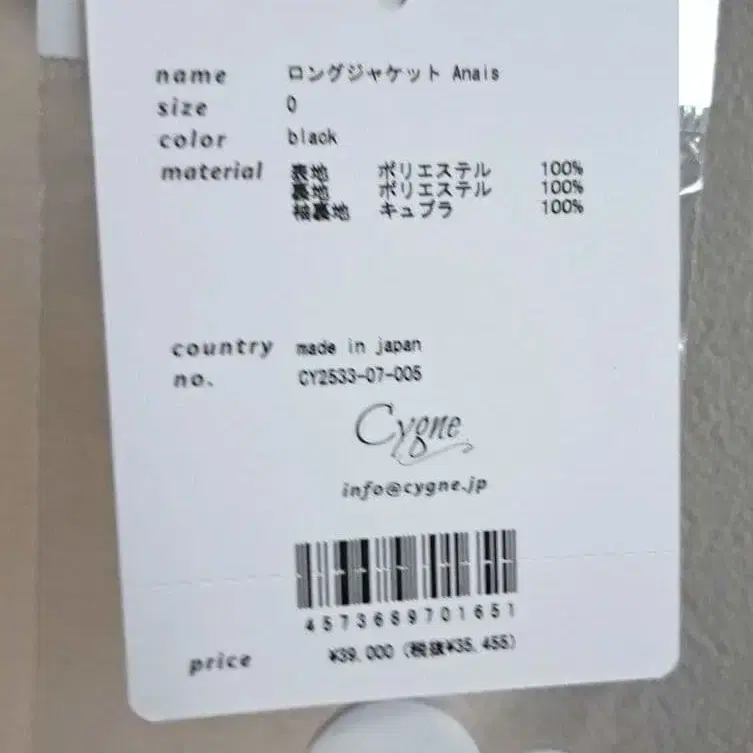 name ロングジャケット Anais
size 0
color black
material 表地 ポリエステル 100%
裏地 ポリエステル 100%
袖裏地 キュプラ 100%
country made in japan
no. CY2533-07-005
Cygne
info@cygne.jp
4573689701651
price ¥39,000 (税抜¥35,455)